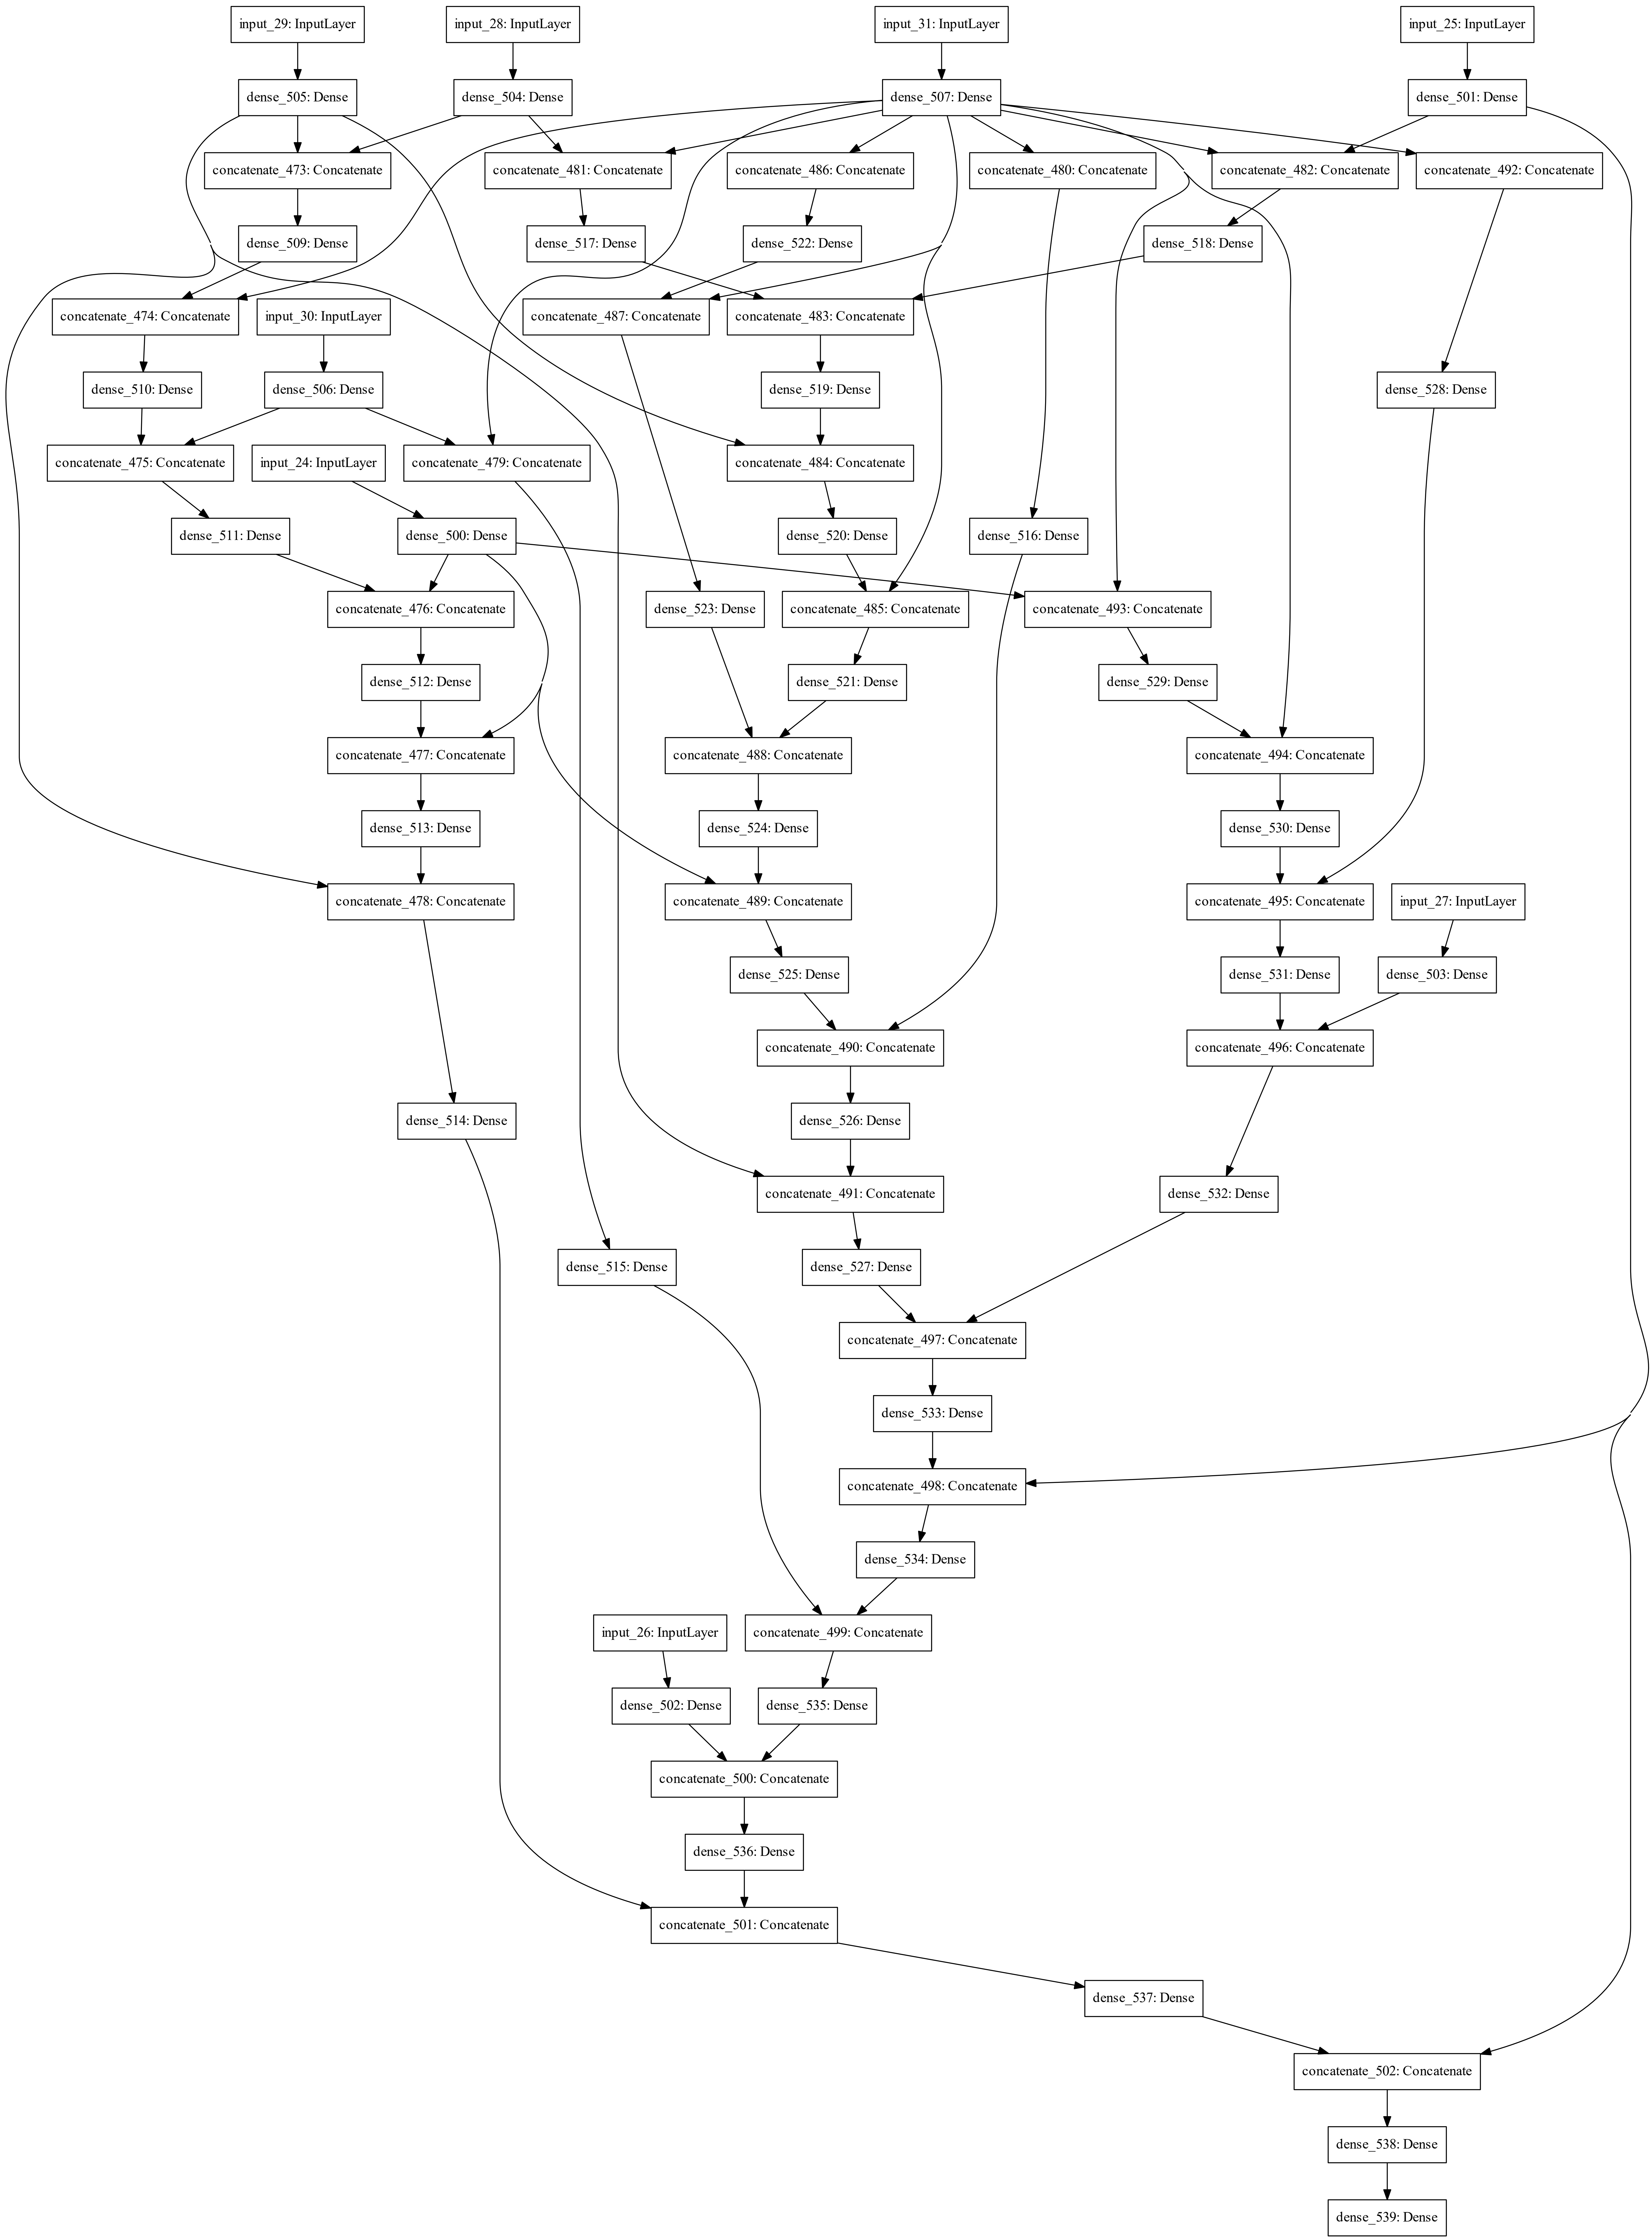 input_29: InputLayer
input_28: InputLayer
input_31: InputLayer
input_25: InputLayer
dense_505: Dense
dense_504: Dense
dense_507: Dense
dense_501: Dense
concatenate_473: Concatenate
concatenate_481: Concatenate
concatenate_486: Concatenate
concatenate_480: Concatenate
concatenate_482: Concatenate
concatenate_492: Concatenate
dense_509: Dense
dense_517: Dense
dense_522: Dense
dense_518: Dense
concatenate_474: Concatenate
input_30: InputLayer
concatenate_487: Concatenate
concatenate_483: Concatenate
dense_510: Dense
dense_506: Dense
dense_519: Dense
dense_528: Dense
concatenate_475: Concatenate
input_24: InputLayer
concatenate_479: Concatenate
concatenate_484: Concatenate
dense_511: Dense
dense_500: Dense
dense_520: Dense
dense_516: Dense
concatenate_476: Concatenate
dense_523: Dense
concatenate_485: Concatenate
concatenate_493: Concatenate
dense_512: Dense
dense_521: Dense
dense_529: Dense
concatenate_477: Concatenate
concatenate_488: Concatenate
concatenate_494: Concatenate
dense_513: Dense
dense_524: Dense
dense_530: Dense
concatenate_478: Concatenate
concatenate_489: Concatenate
concatenate_495: Concatenate
input_27: InputLayer
dense_525: Dense
dense_531: Dense
dense_503: Dense
concatenate_490: Concatenate
concatenate_496: Concatenate
dense_514: Dense
dense_526: Dense
concatenate_491: Concatenate
dense_532: Dense
dense_515: Dense
dense_527: Dense
concatenate_497: Concatenate
dense_533: Dense
concatenate_498: Concatenate
dense_534: Dense
input_26: InputLayer
concatenate_499: Concatenate
dense_502: Dense
dense_535: Dense
concatenate_500: Concatenate
dense_536: Dense
concatenate_501: Concatenate
dense_537: Dense
concatenate_502: Concatenate
dense_538: Dense
dense_539: Dense